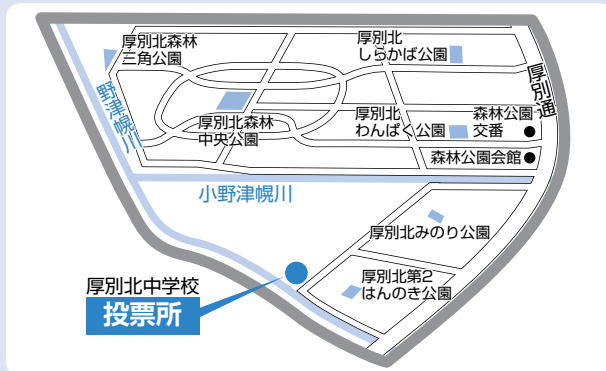 厚別北森林
三角公園
厚別北
しらかば公園
厚別通
野津幌川
厚別北森林
中央公園
厚別北
わんぱく公園
森林公園
交番
森林公園会館
小野津幌川
厚別北みのり公園
厚別北中学校
投票所
厚別北第2
はんのき公園